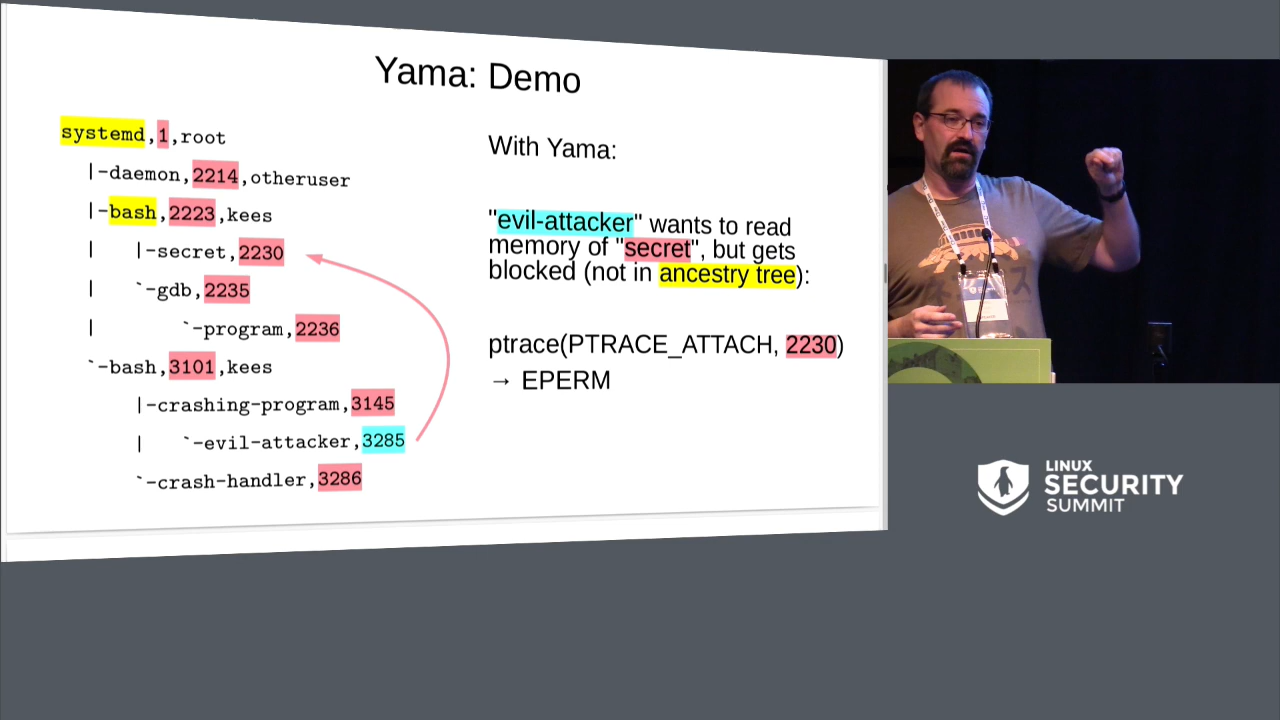 Yama: Demo
systemd,1,root
|-daemon,2214,otheruser
|-bash,2223,kees
| |-secret,2230
| `-gdb,2235
| `-program,2236
`-bash,3101,kees
|-crashing-program,3145
| `-evil-attacker,3285
`-crash-handler,3286
With Yama:
"evil-attacker" wants to read
memory of "secret", but gets
blocked (not in ancestry tree):
ptrace(PTRACE_ATTACH, 2230)
→ EPERM
LINUX
SECURITY
SUMMIT